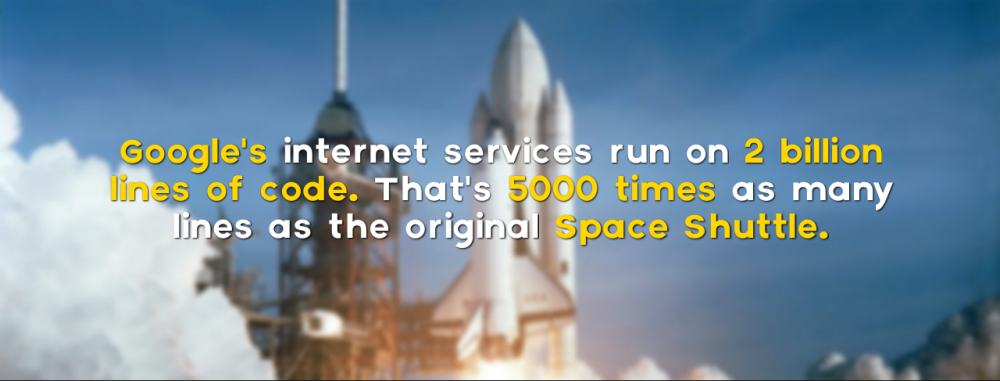 Google's internet services run on 2 billion
lines of code. That's 5000 times as many
lines as the original Space Shuttle.